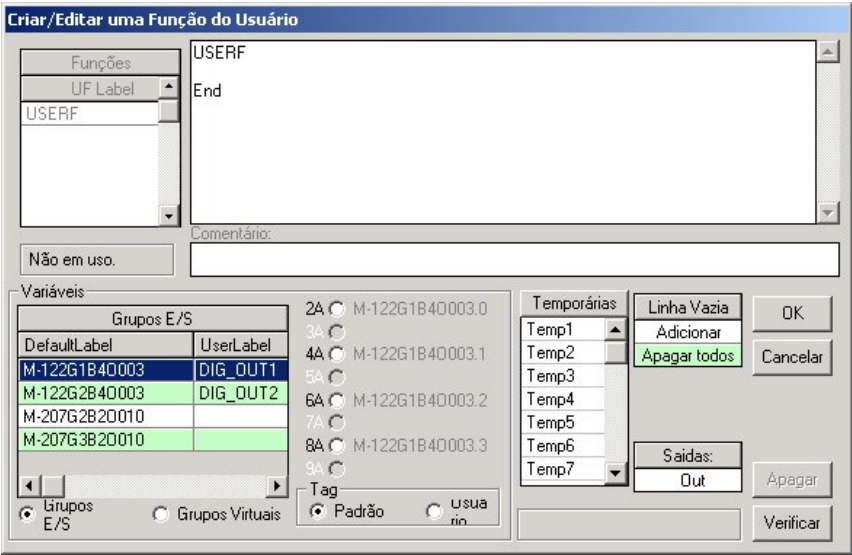 Criar/Editar uma Função do Usuário
Funções
UF Label
USERF
USERF
End
Comentário:
Não em uso.
Variáveis
Grupos E/S
DefaultLabel UserLabel
M-122G1B4O003 DIG_OUT1
M-122G2B4O003 DIG_OUT2
M-207G2B2O010
M-207G3B2O010
Grupos E/S
Grupos Virtuais
2A M-122G1B4O003.0
3A
4A M-122G1B4O003.1
5A
6A M-122G1B4O003.2
7A
8A M-122G1B4O003.3
9A
Tag
Padrão
Usua
rio
Temporárias
Temp1
Temp2
Temp3
Temp4
Temp5
Temp6
Temp7
Linha Vazia
Adicionar
Apagar todos
Saidas:
Out
OK
Cancelar
Apagar
Verificar